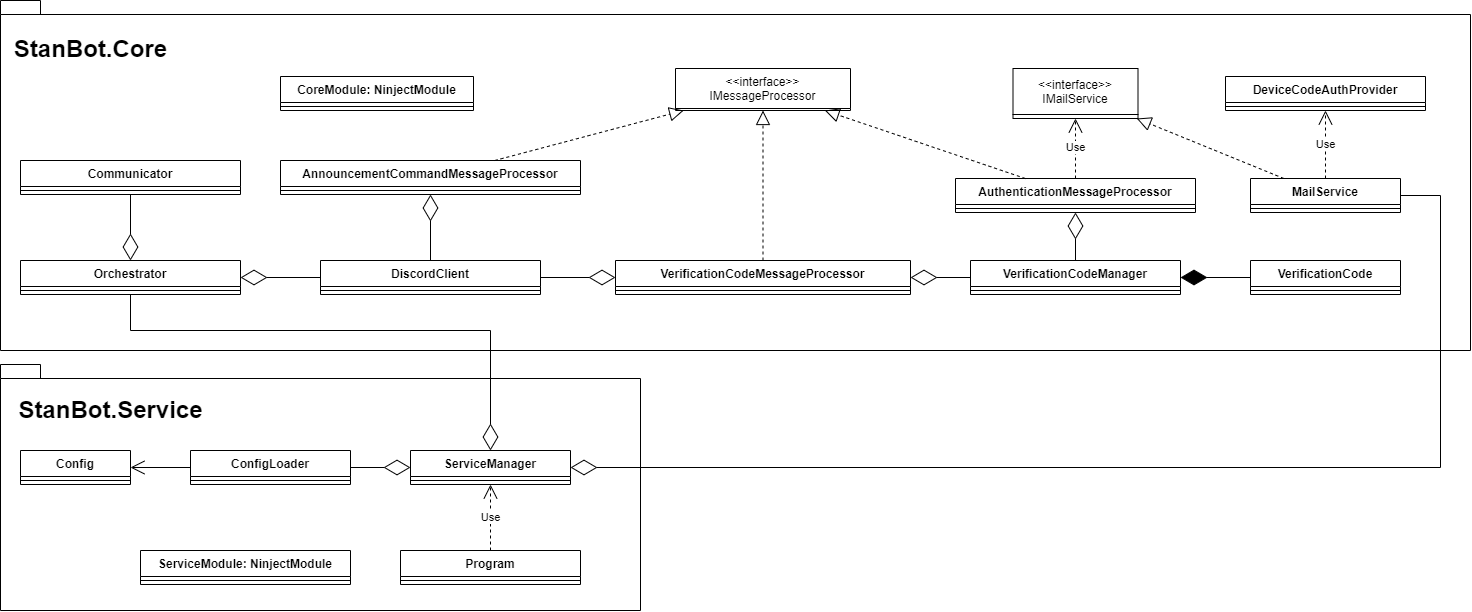 StanBot.Core
CoreModule: NinjectModule
<<interface>>
IMessageProcessor
<<interface>>
IMailService
DeviceCodeAuthProvider
Use
Use
Communicator
AnnouncementCommandMessageProcessor
AuthenticationMessageProcessor
MailService
Orchestrator
DiscordClient
VerificationCodeMessageProcessor
VerificationCodeManager
VerificationCode
StanBot.Service
Config
ConfigLoader
ServiceManager
Use
ServiceModule: NinjectModule
Program